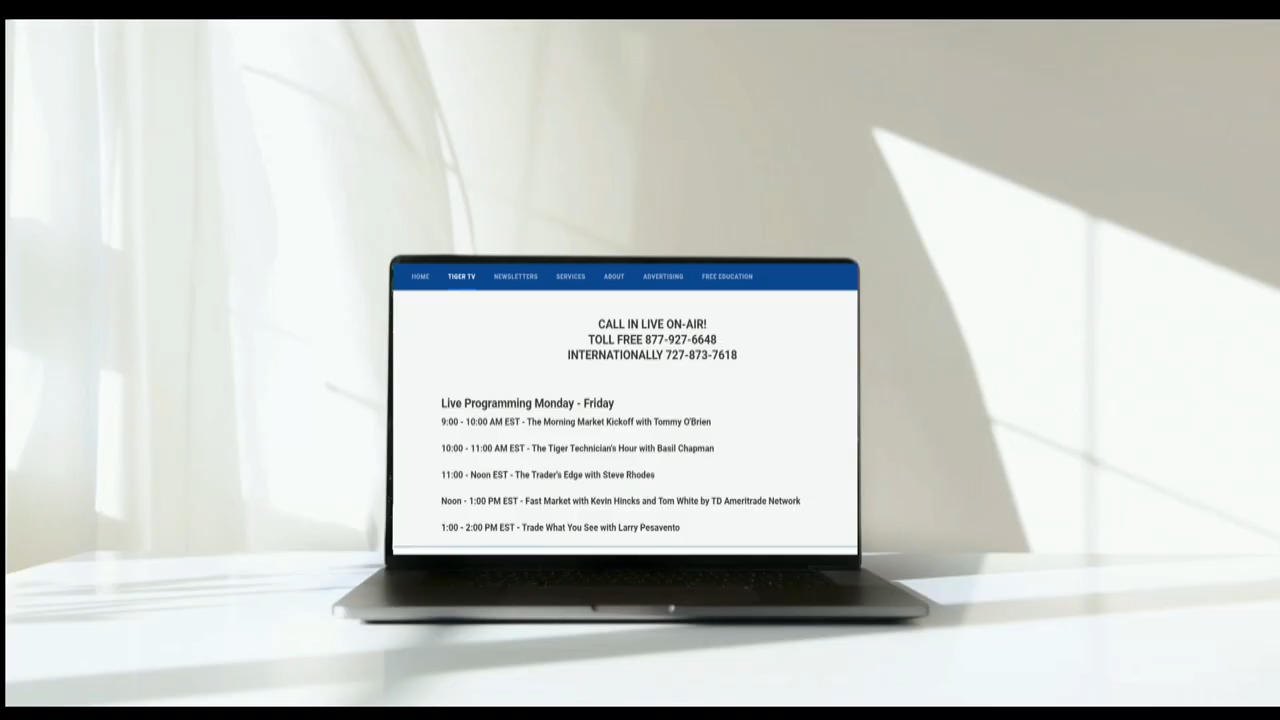 HOME TIGER TV NEWSLETTERS SERVICES ABOUT ADVERTISING FREE EDUCATION
CALL IN LIVE ON-AIR!
TOLL FREE 877-927-6648
INTERNATIONALLY 727-873-7618
Live Programming Monday - Friday
9:00 - 10:00 AM EST - The Morning Market Kickoff with Tommy O'Brien
10:00 - 11:00 AM EST - The Tiger Technician's Hour with Basil Chapman
11:00 - Noon EST - The Trader's Edge with Steve Rhodes
Noon - 1:00 PM EST - Fast Market with Kevin Hincks and Tom White by TD Ameritrade Network
1:00 - 2:00 PM EST - Trade What You See with Larry Pesavento